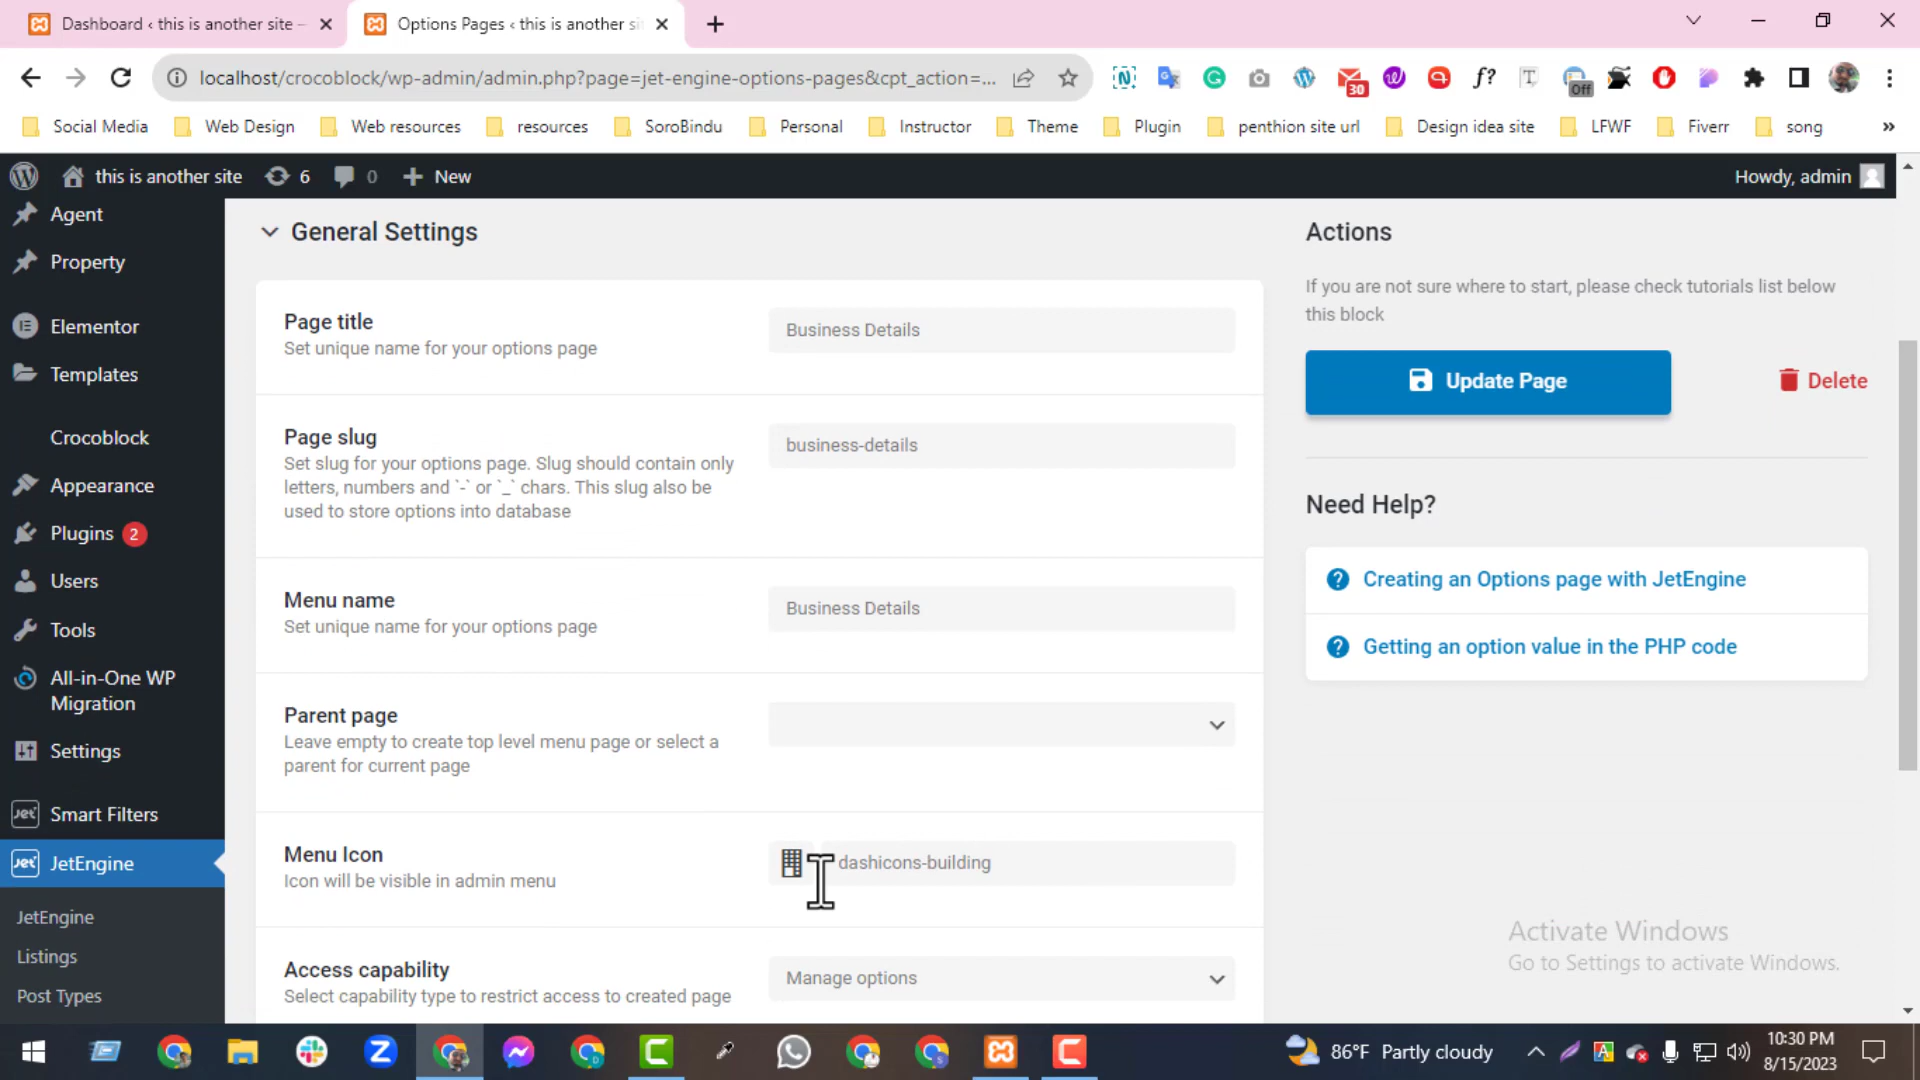 Dashboard ‹ this is another site –
Options Pages ‹ this is another si
localhost/crocoblock/wp-admin/admin.php?page=jet-engine-options-pages&cpt_action=...
30
f?
T
Off
Social Media
Web Design
Web resources
resources
SoroBindu
Personal
Instructor
Theme
Plugin
penthion site url
Design idea site
LFWF
Fiverr
song
»
this is another site
6
0
New
Howdy, admin
Agent
Property
Elementor
Templates
Crocoblock
Appearance
Plugins 2
Users
Tools
All-in-One WP
Migration
Settings
Jet Smart Filters
Jet JetEngine
JetEngine
Listings
Post Types
General Settings
Page title
Set unique name for your options page
Business Details
Page slug
Set slug for your options page. Slug should contain only
letters, numbers and `-` or `_` chars. This slug also be
used to store options into database
business-details
Menu name
Set unique name for your options page
Business Details
Parent page
Leave empty to create top level menu page or select a
parent for current page
Menu Icon
Icon will be visible in admin menu
dashicons-building
Access capability
Select capability type to restrict access to created page
Manage options
Actions
If you are not sure where to start, please check tutorials list below
this block
Update Page
Delete
Need Help?
Creating an Options page with JetEngine
Getting an option value in the PHP code
Activate Windows
Go to Settings to activate Windows.
86°F Partly cloudy
10:30 PM
8/15/2023